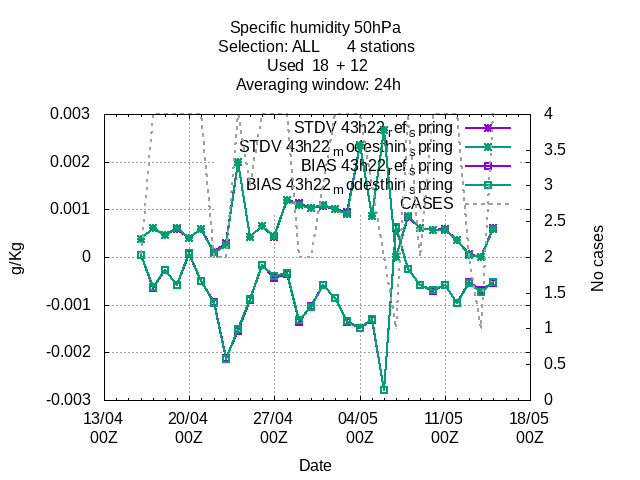 Specific humidity 50hPa
Selection: ALL 4 stations
Used 18 + 12
Averaging window: 24h
STDV 43h22_ref_spring
STDV 43h22_modesthin_spring
BIAS 43h22_ref_spring
BIAS 43h22_modesthin_spring
CASES
0.003
0.002
0.001
0
-0.001
-0.002
-0.003
g/Kg
4
3.5
3
2.5
2
1.5
1
0.5
0
No cases
13/04 20/04 27/04 04/05 11/05 18/05
00Z 00Z 00Z 00Z 00Z 00Z
Date